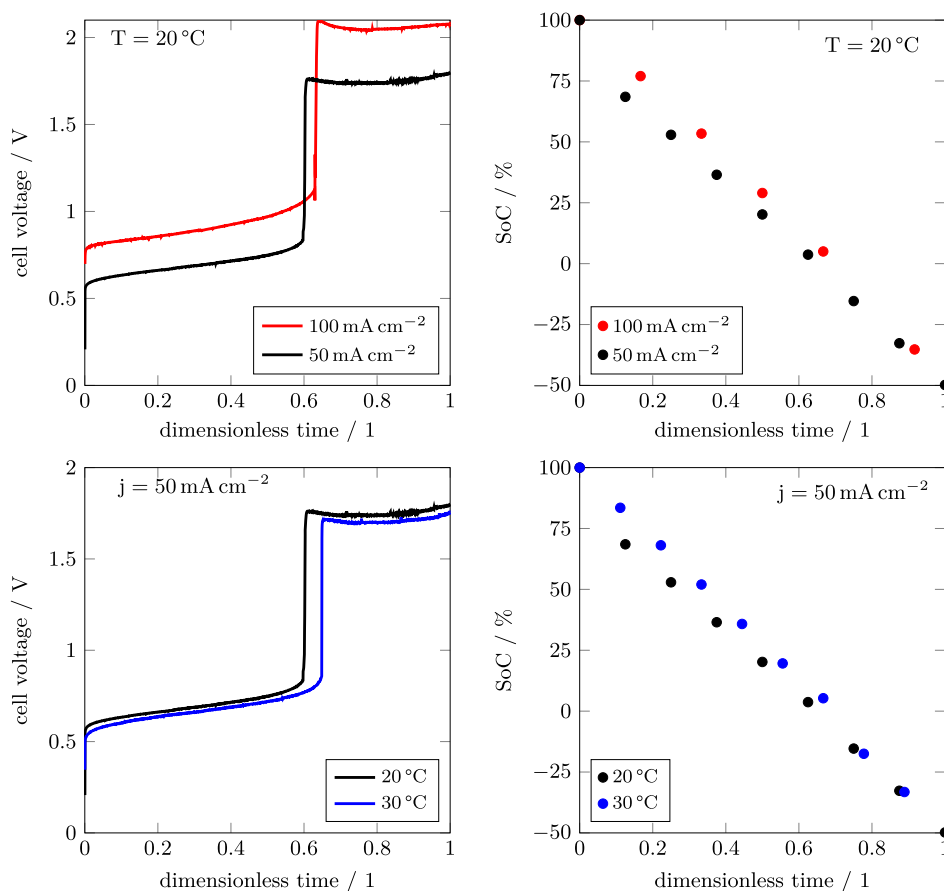 T = 20 °C
cell voltage / V
2
1.5
1
0.5
0
100 mA cm⁻²
50 mA cm⁻²
0 0.2 0.4 0.6 0.8 1
dimensionless time / 1
T = 20 °C
SoC / %
100
75
50
25
0
−25
−50
100 mA cm⁻²
50 mA cm⁻²
0 0.2 0.4 0.6 0.8 1
dimensionless time / 1
j = 50 mA cm⁻²
cell voltage / V
2
1.5
1
0.5
0
20 °C
30 °C
0 0.2 0.4 0.6 0.8 1
dimensionless time / 1
j = 50 mA cm⁻²
SoC / %
100
75
50
25
0
−25
−50
20 °C
30 °C
0 0.2 0.4 0.6 0.8 1
dimensionless time / 1